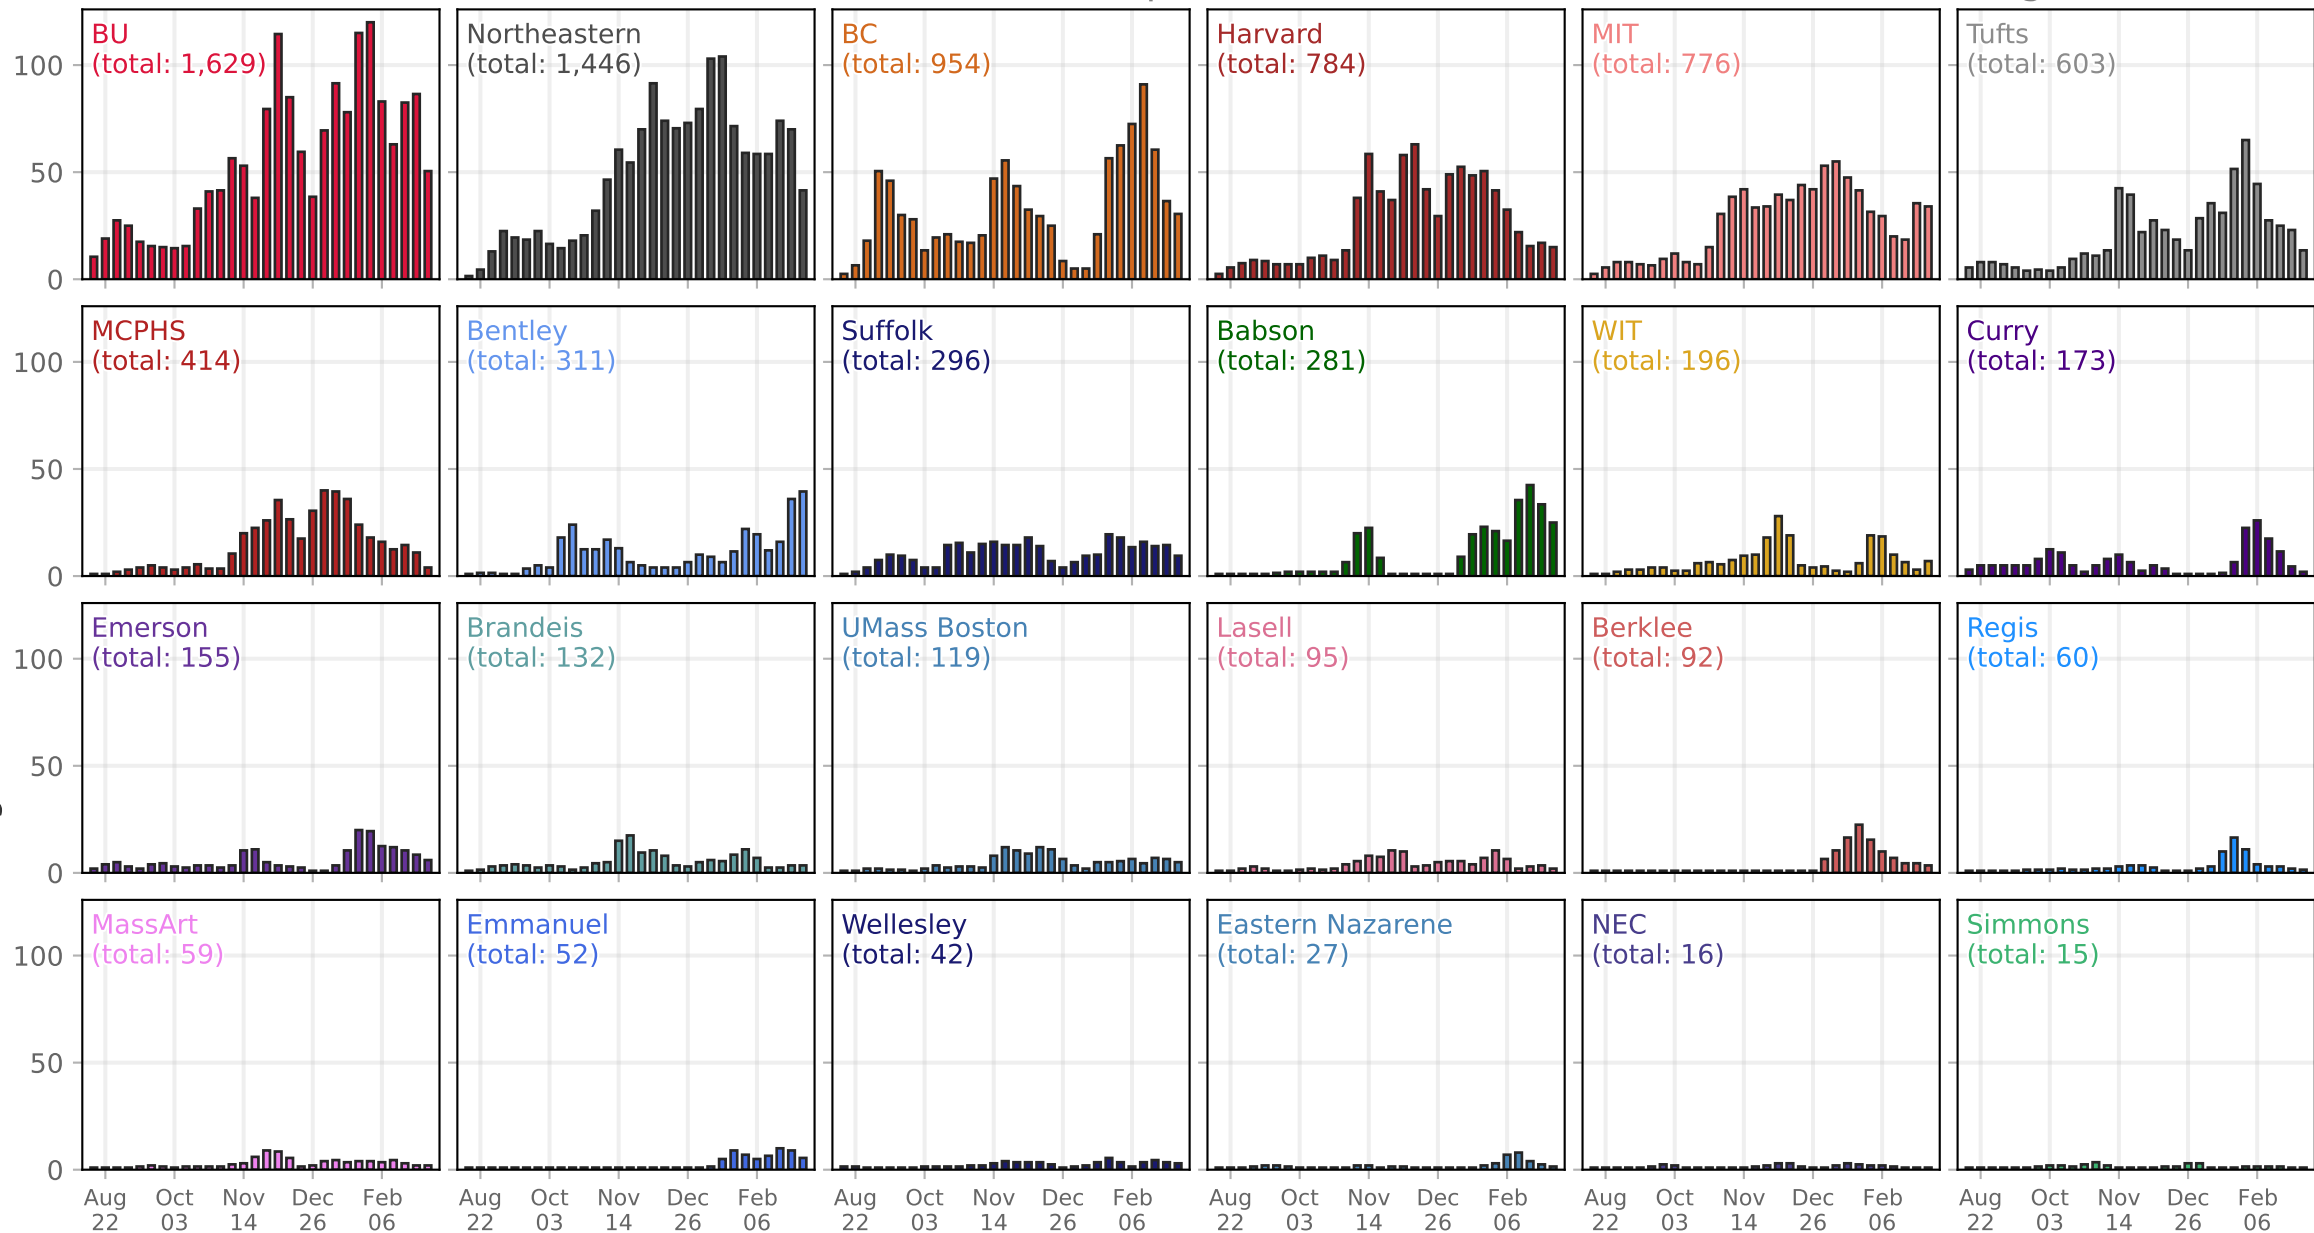 BU
(total: 1,629)
Northeastern
(total: 1,446)
BC
(total: 954)
Harvard
(total: 784)
MIT
(total: 776)
Tufts
(total: 603)
100
50
0
MCPHS
(total: 414)
Bentley
(total: 311)
Suffolk
(total: 296)
Babson
(total: 281)
WIT
(total: 196)
Curry
(total: 173)
100
50
0
Emerson
(total: 155)
Brandeis
(total: 132)
UMass Boston
(total: 119)
Lasell
(total: 95)
Berklee
(total: 92)
Regis
(total: 60)
100
50
0
MassArt
(total: 59)
Emmanuel
(total: 52)
Wellesley
(total: 42)
Eastern Nazarene
(total: 27)
NEC
(total: 16)
Simmons
(total: 15)
100
50
0
Aug 22
Oct 03
Nov 14
Dec 26
Feb 06
Aug 22
Oct 03
Nov 14
Dec 26
Feb 06
Aug 22
Oct 03
Nov 14
Dec 26
Feb 06
Aug 22
Oct 03
Nov 14
Dec 26
Feb 06
Aug 22
Oct 03
Nov 14
Dec 26
Feb 06
Aug 22
Oct 03
Nov 14
Dec 26
Feb 06